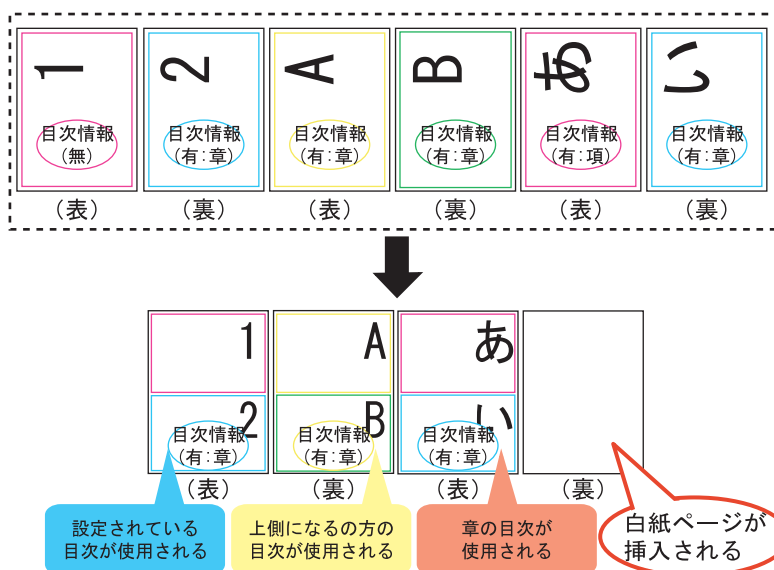 1
2
A
B
あ
い
目次情報
(無)
目次情報
(有:章)
目次情報
(有:章)
目次情報
(有:章)
目次情報
(有:項)
目次情報
(有:章)
(表)
(裏)
(表)
(裏)
(表)
(裏)
1
A
あ
2
B
い
目次情報
(有:章)
目次情報
(有:章)
目次情報
(有:章)
(表)
(裏)
(表)
(裏)
設定されている
目次が使用される
上側になるの方の
目次が使用される
章の目次が
使用される
白紙ページが
挿入される